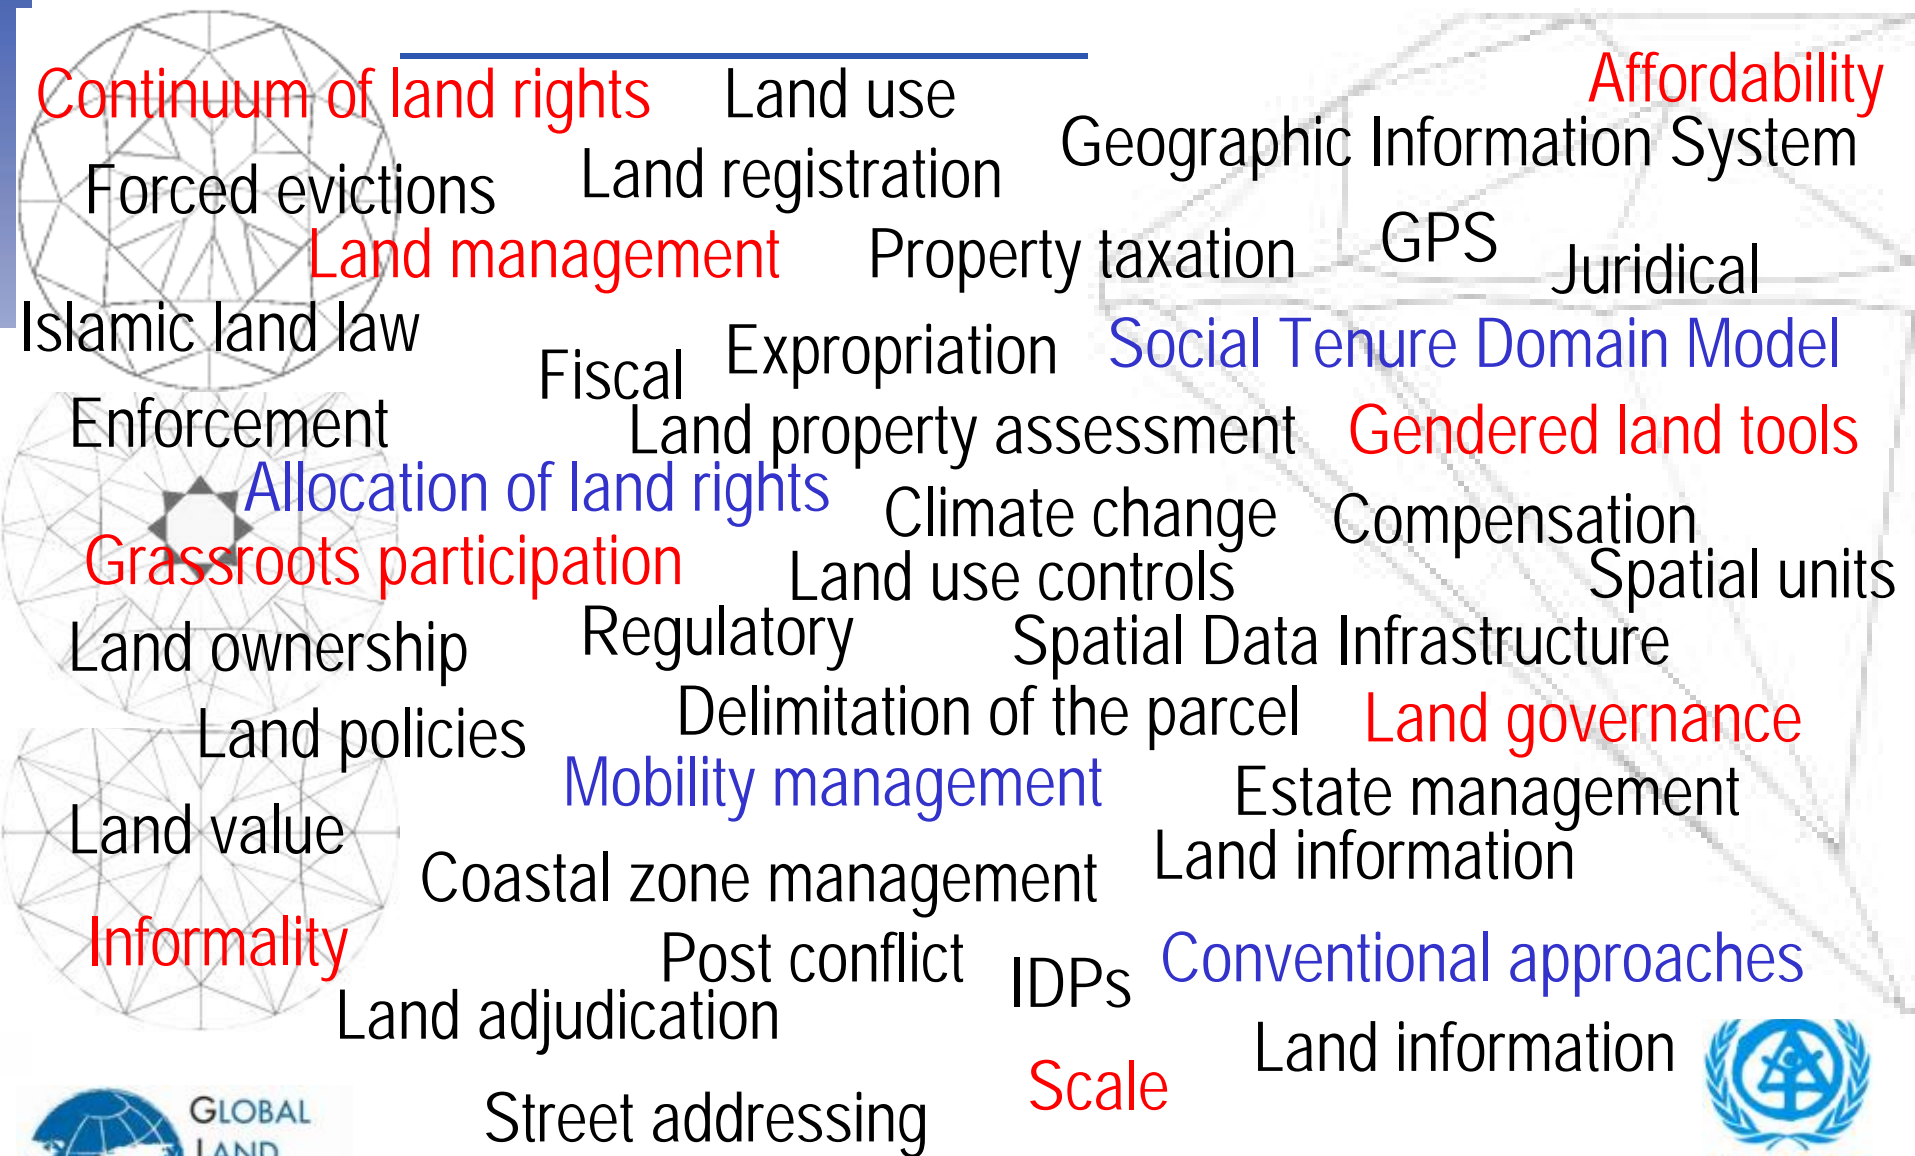 Continuum of land rights
Land use
Affordability
Geographic Information System
Forced evictions
Land registration
Land management
Property taxation
GPS
Juridical
Islamic land law
Fiscal
Expropriation
Social Tenure Domain Model
Enforcement
Land property assessment
Gendered land tools
Allocation of land rights
Climate change
Compensation
Grassroots participation
Land use controls
Spatial units
Land ownership
Regulatory
Spatial Data Infrastructure
Land policies
Delimitation of the parcel
Land governance
Mobility management
Estate management
Land value
Coastal zone management
Land information
Informality
Post conflict
IDPs
Conventional approaches
Land adjudication
Land information
Scale
Street addressing
GLOBAL
LAND